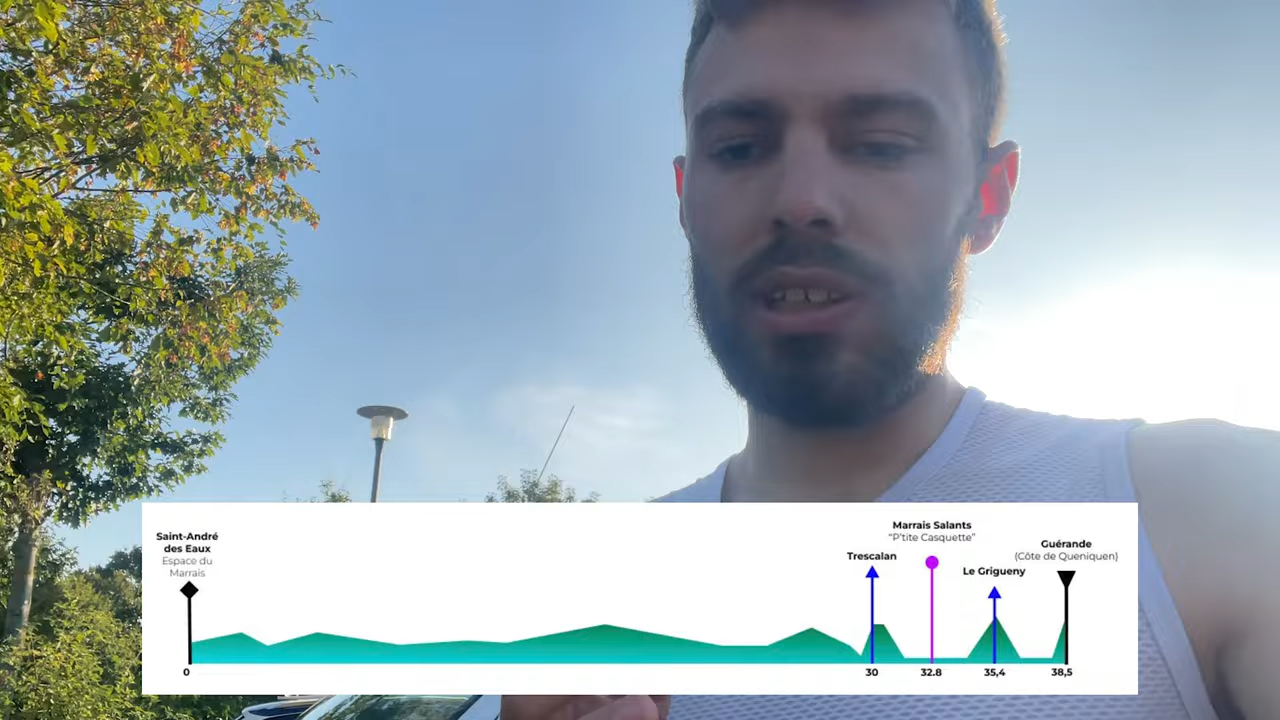 Saint-André
des Eaux
Espace du
Marrais
Trescalan
Marrais Salants
“P'tite Casquette”
Le Grigueny
Guérande
(Côte de Queniquen)
0
30
32.8
35,4
38,5